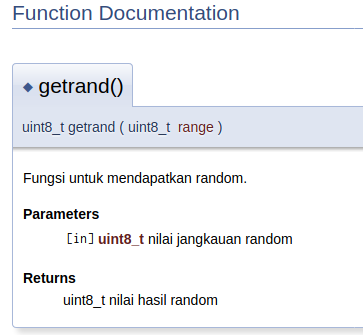 Function Documentation
◆ getrand()
uint8_t getrand ( uint8_t range )
Fungsi untuk mendapatkan random.
Parameters
[in] uint8_t nilai jangkauan random
Returns
uint8_t nilai hasil random